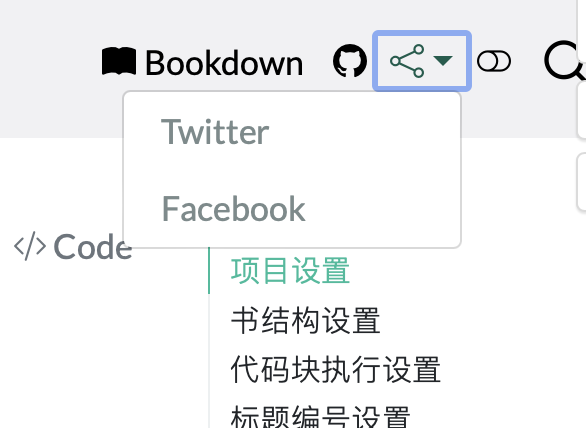 Bookdown
Twitter
Facebook
</> Code
项目设置
书结构设置
代码块执行设置
标题编号设置